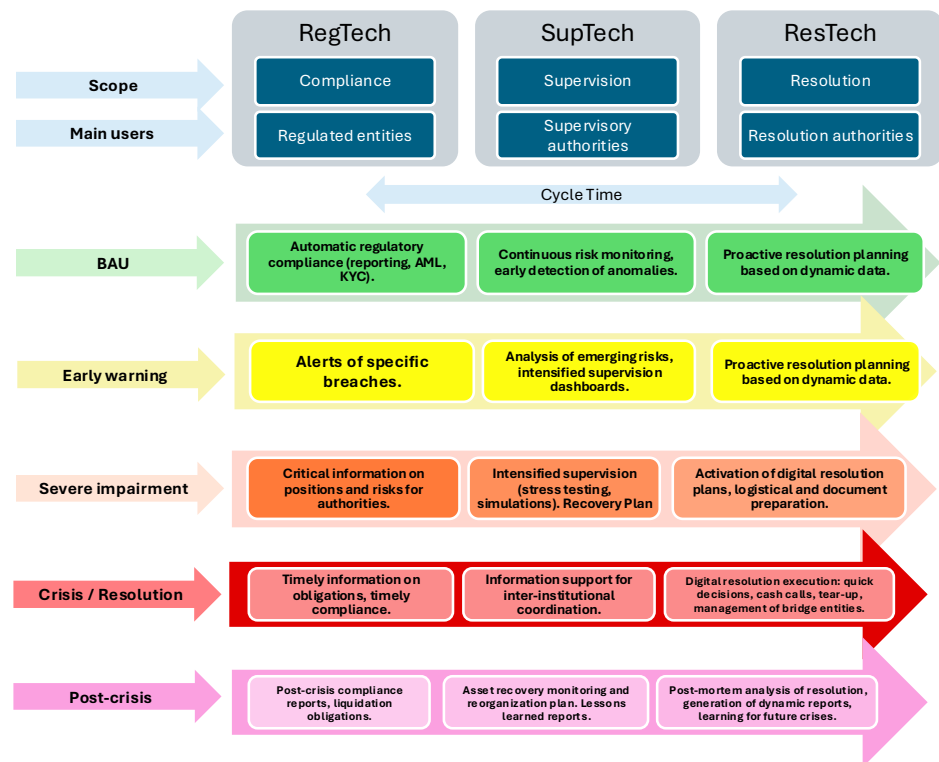 RegTech
SupTech
ResTech
Scope
Compliance
Supervision
Resolution
Main users
Regulated entities
Supervisory
authorities
Resolution authorities
Cycle Time
BAU
Automatic regulatory
compliance (reporting, AML,
KYC).
Continuous risk monitoring,
early detection of anomalies.
Proactive resolution planning
based on dynamic data.
Early warning
Alerts of specific
breaches.
Analysis of emerging risks,
intensified supervision
dashboards.
Proactive resolution planning
based on dynamic data.
Severe impairment
Critical information on
positions and risks for
authorities.
Intensified supervision
(stress testing,
simulations). Recovery Plan
Activation of digital resolution
plans, logistical and document
preparation.
Crisis / Resolution
Timely information on
obligations, timely
compliance.
Information support for
inter-institutional
coordination.
Digital resolution execution: quick
decisions, cash calls, tear-up,
management of bridge entities.
Post-crisis
Post-crisis compliance
reports, liquidation
obligations.
Asset recovery monitoring and
reorganization plan. Lessons
learned reports.
Post-mortem analysis of resolution,
generation of dynamic reports,
learning for future crises.